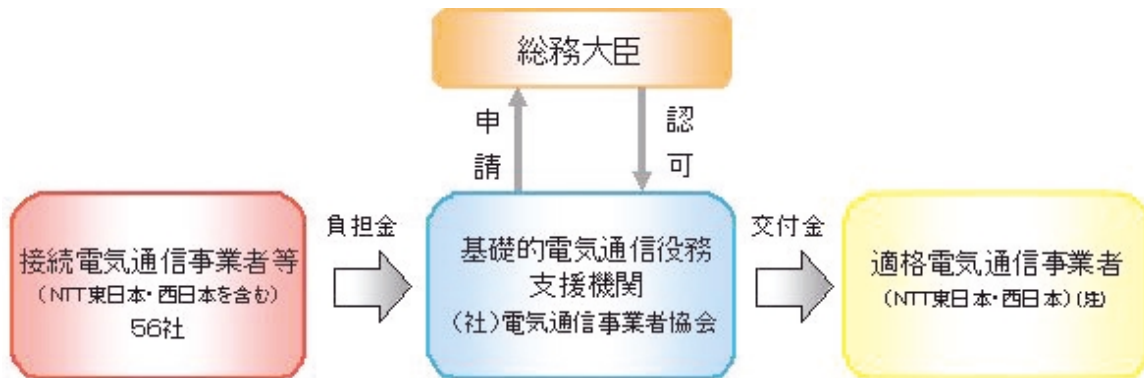 総務大臣
申請
認可
接続電気通信事業者等
(NTT東日本・西日本を含む)
56社
負担金
基礎的電気通信役務
支援機関
(社)電気通信事業者協会
交付金
適格電気通信事業者
(NTT東日本・西日本)(注)